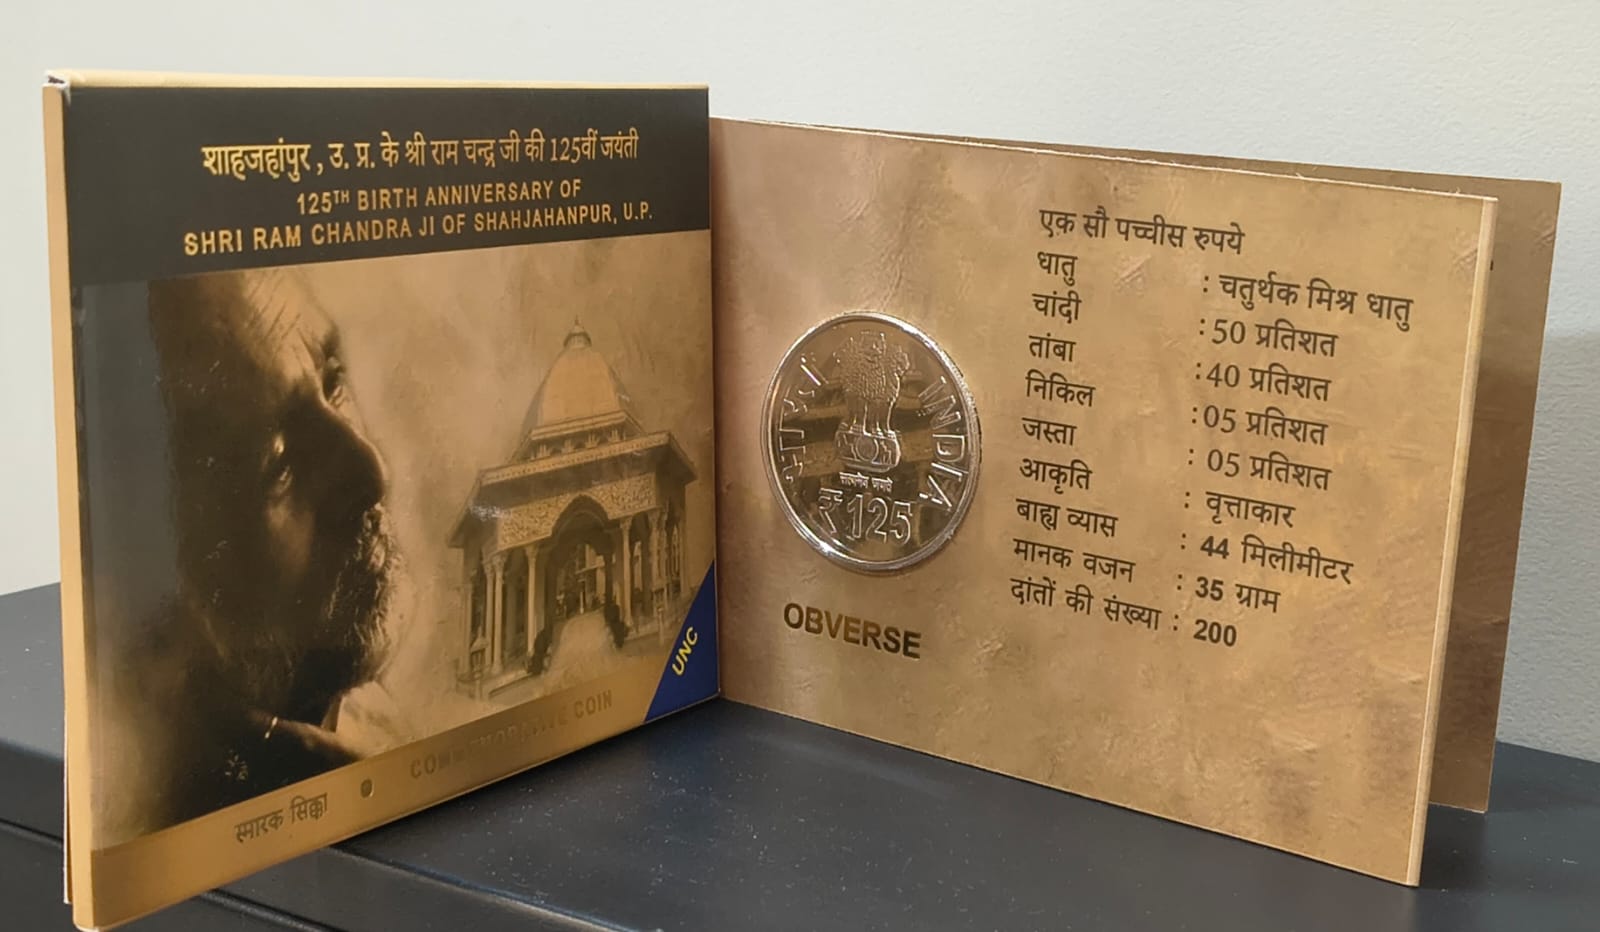 शाहजहांपुर, उ. प्र. के श्री राम चन्द्र जी की 125वीं जयंती
125TH BIRTH ANNIVERSARY OF
SHRI RAM CHANDRA JI OF SHAHJAHANPUR, U.P.
UNC
स्मारक सिक्का COMMEMORATIVE COIN
भारत INDIA
सत्यमेव जयते
₹125
OBVERSE
एक सौ पच्चीस रुपये
धातु : चतुर्थक मिश्र धातु
चांदी : 50 प्रतिशत
तांबा : 40 प्रतिशत
निकिल : 05 प्रतिशत
जस्ता : 05 प्रतिशत
आकृति : वृत्ताकार
बाह्य व्यास : 44 मिलीमीटर
मानक वजन : 35 ग्राम
दांतों की संख्या : 200